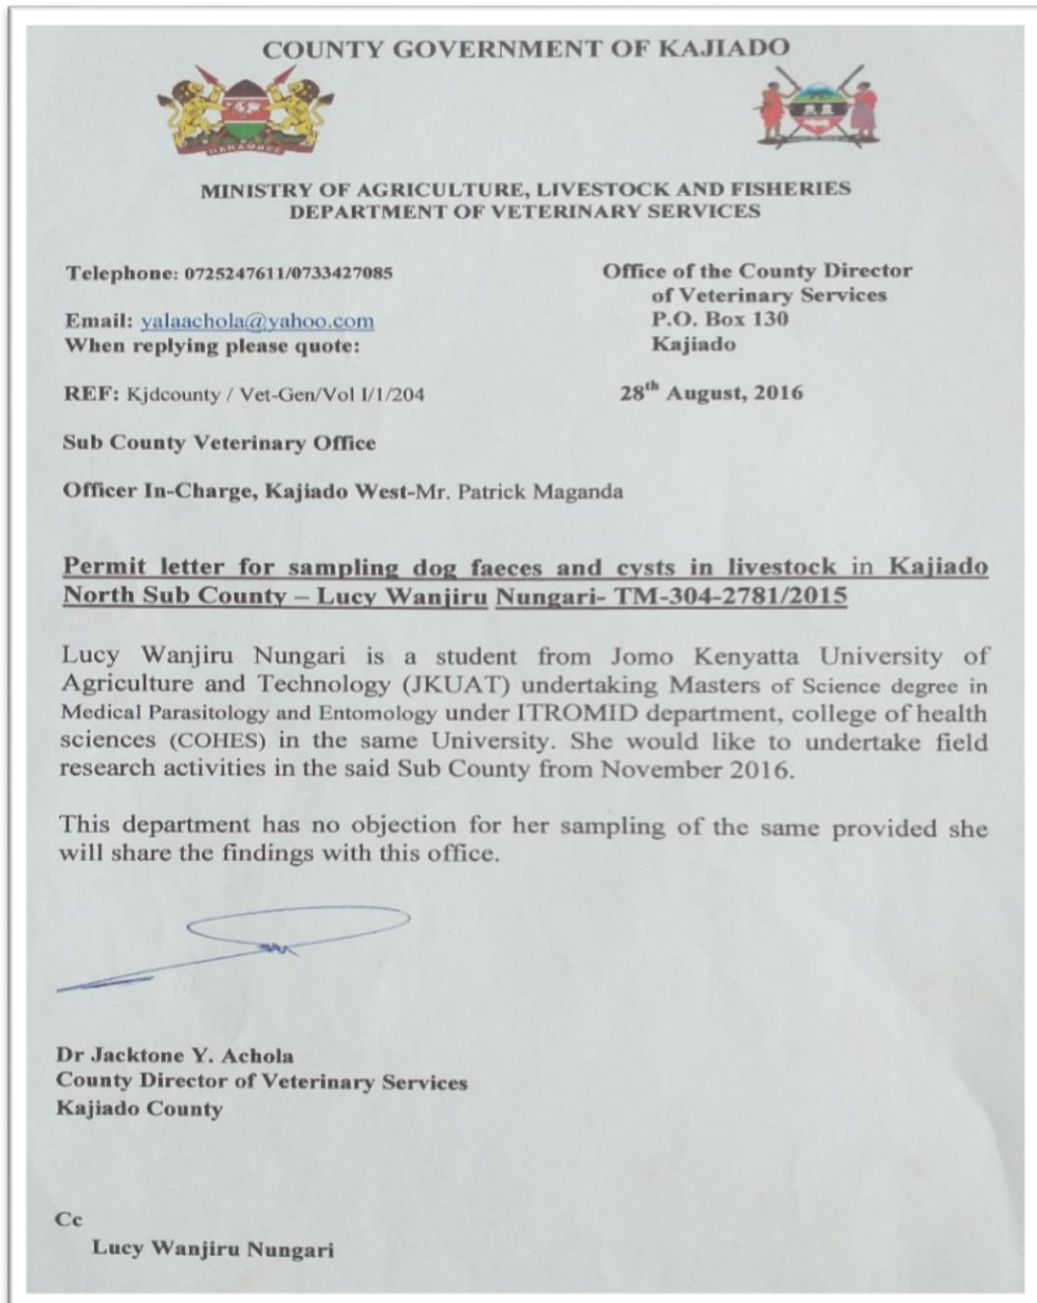 COUNTY GOVERNMENT OF KAJIADO
HARAMBEE
MINISTRY OF AGRICULTURE, LIVESTOCK AND FISHERIES
DEPARTMENT OF VETERINARY SERVICES
Telephone: 0725247611/0733427085
Email: yalaachola@yahoo.com
When replying please quote:
REF: Kjdcounty / Vet-Gen/Vol I/1/204
Office of the County Director
of Veterinary Services
P.O. Box 130
Kajiado
28th August, 2016
Sub County Veterinary Office
Officer In-Charge, Kajiado West-Mr. Patrick Maganda
Permit letter for sampling dog faeces and cysts in livestock in Kajiado
North Sub County – Lucy Wanjiru Nungari- TM-304-2781/2015
Lucy Wanjiru Nungari is a student from Jomo Kenyatta University of
Agriculture and Technology (JKUAT) undertaking Masters of Science degree in
Medical Parasitology and Entomology under ITROMID department, college of health
sciences (COHES) in the same University. She would like to undertake field
research activities in the said Sub County from November 2016.
This department has no objection for her sampling of the same provided she
will share the findings with this office.
Dr Jacktone Y. Achola
County Director of Veterinary Services
Kajiado County
Cc
Lucy Wanjiru Nungari